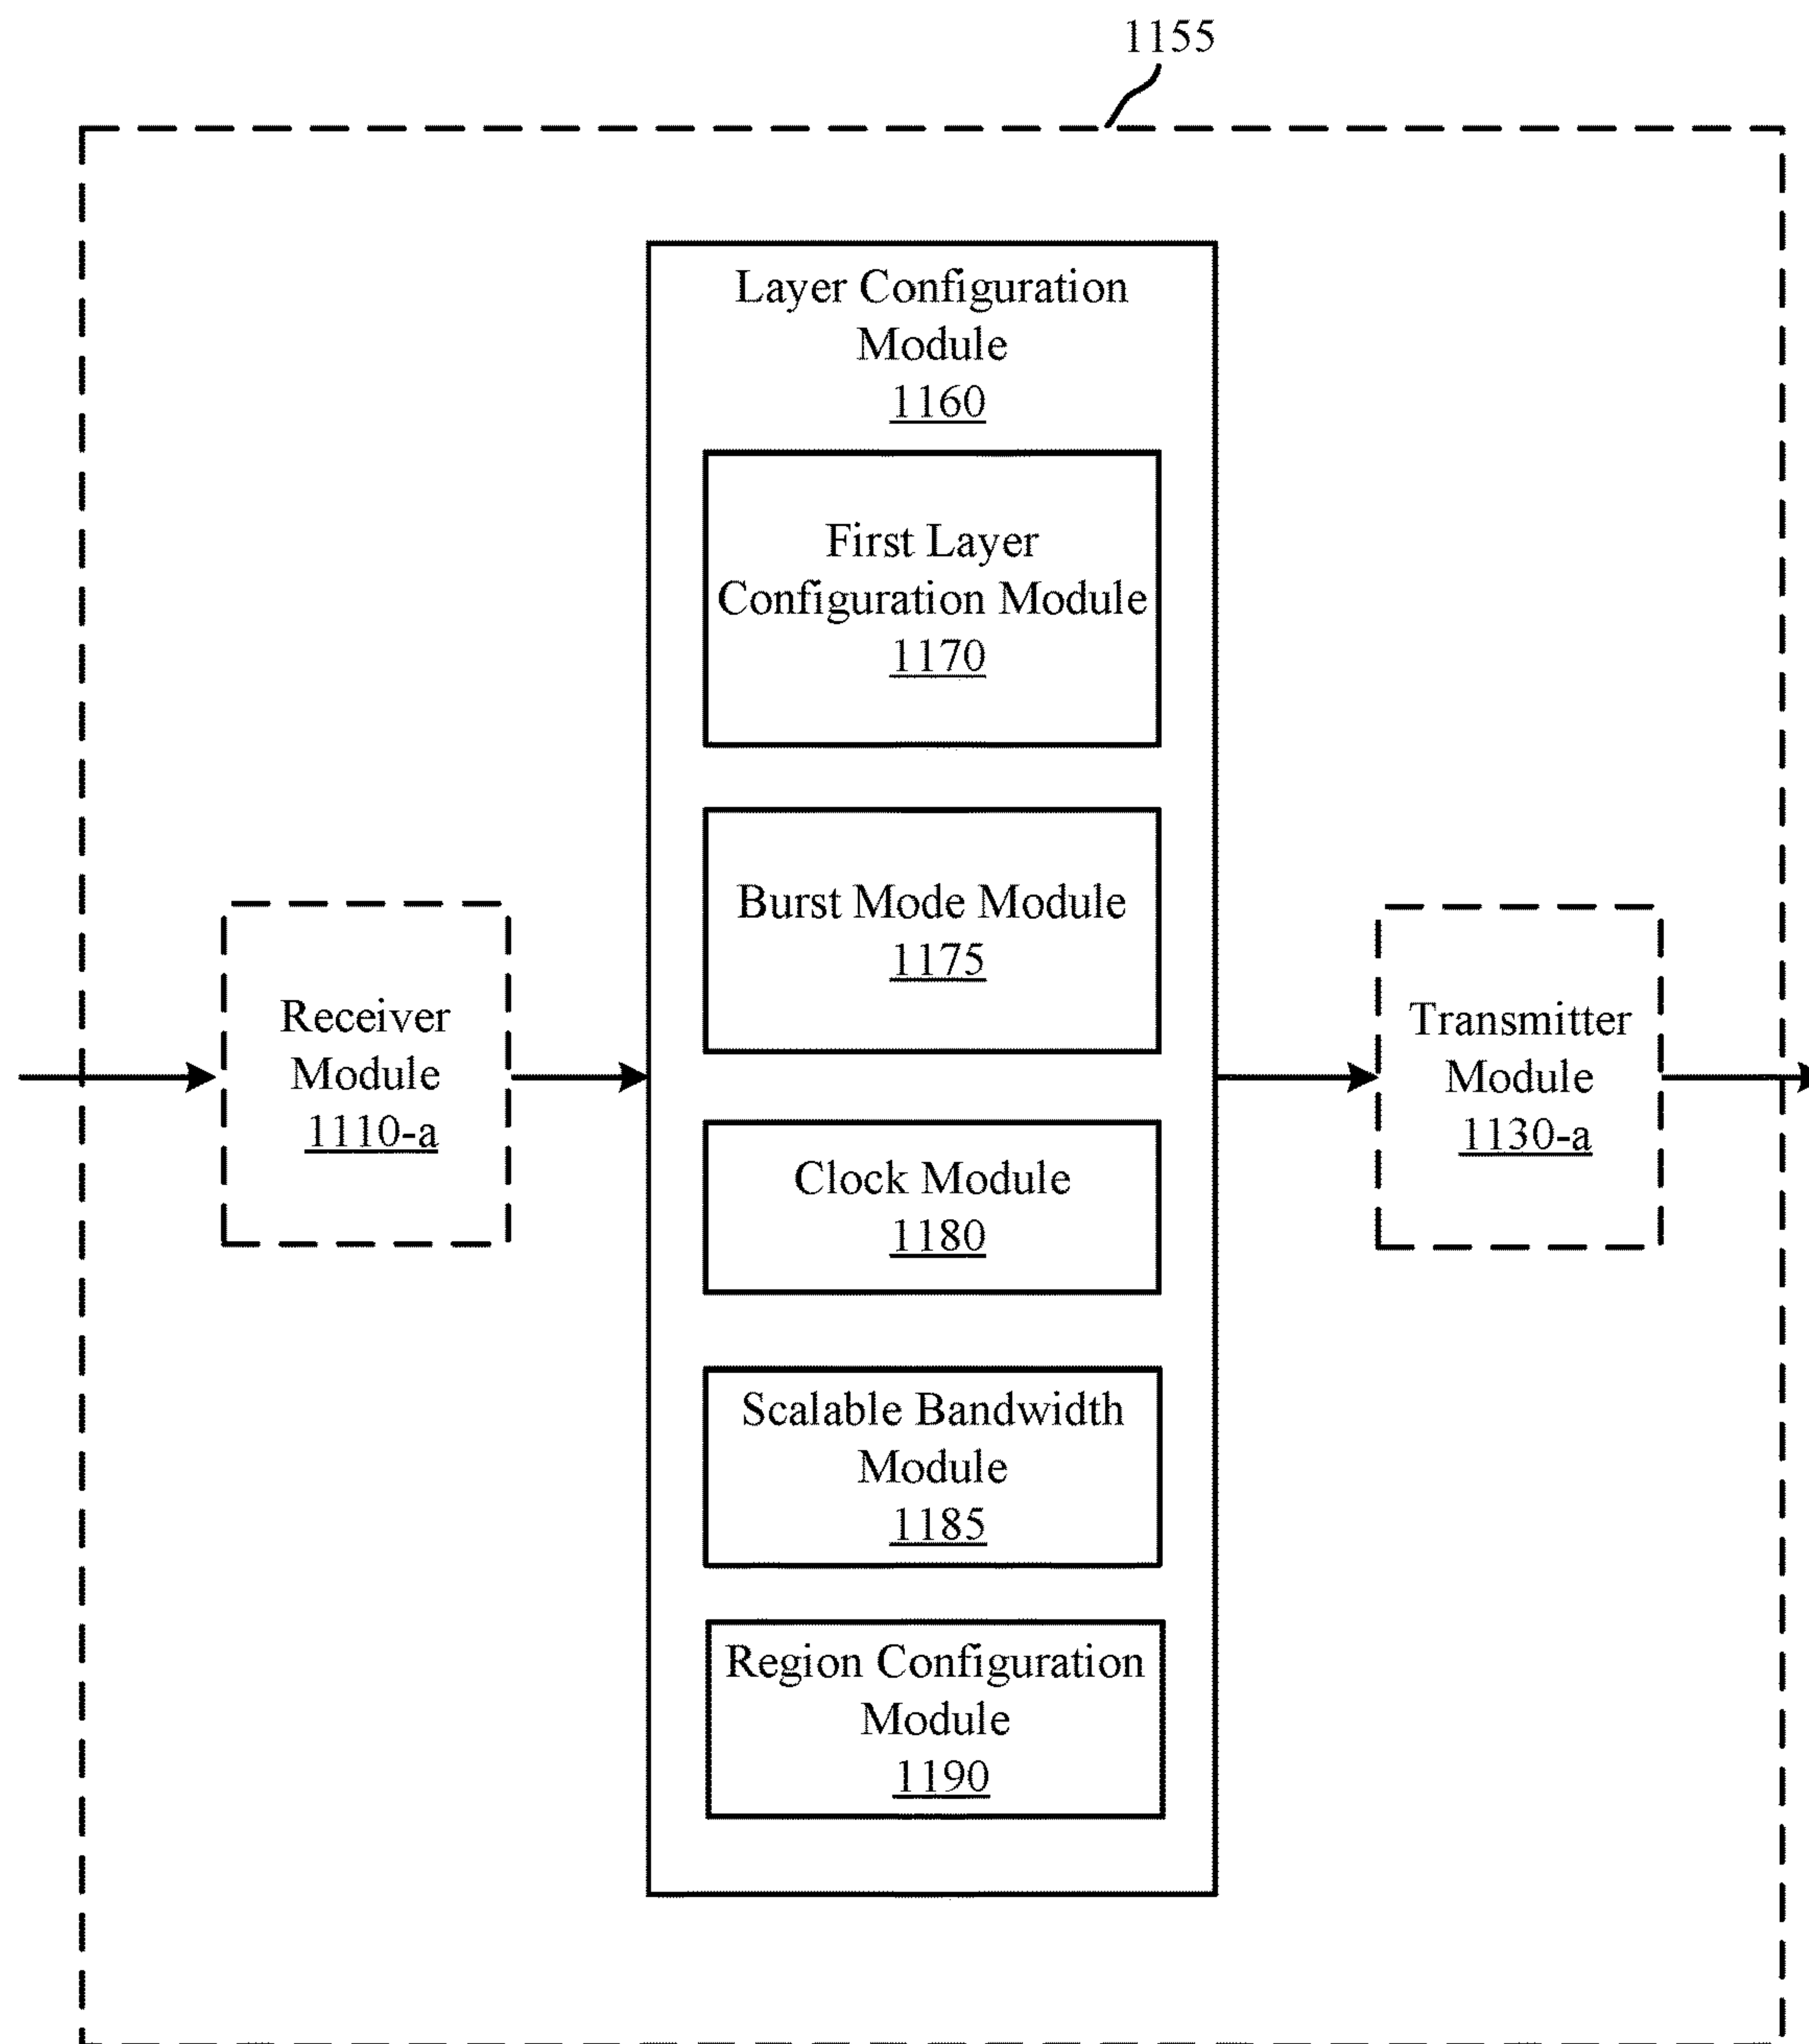 1155
Layer Configuration
Module
1160
First Layer
Configuration Module
1170
Burst Mode Module
1175
Receiver
Module
1110-a
Transmitter
Module
1130-a
Clock Module
1180
Scalable Bandwidth
Module
1185
Region Configuration
Module
1190